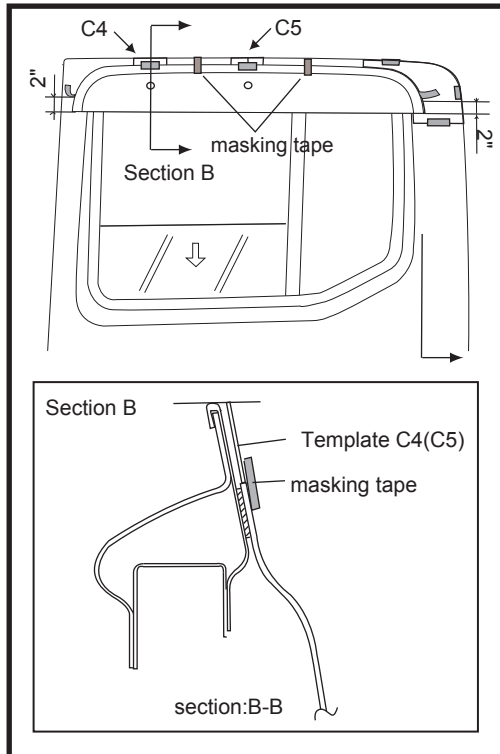 C4
C5
2"
masking tape
2"
Section B
Section B
Template C4(C5)
masking tape
section:B-B